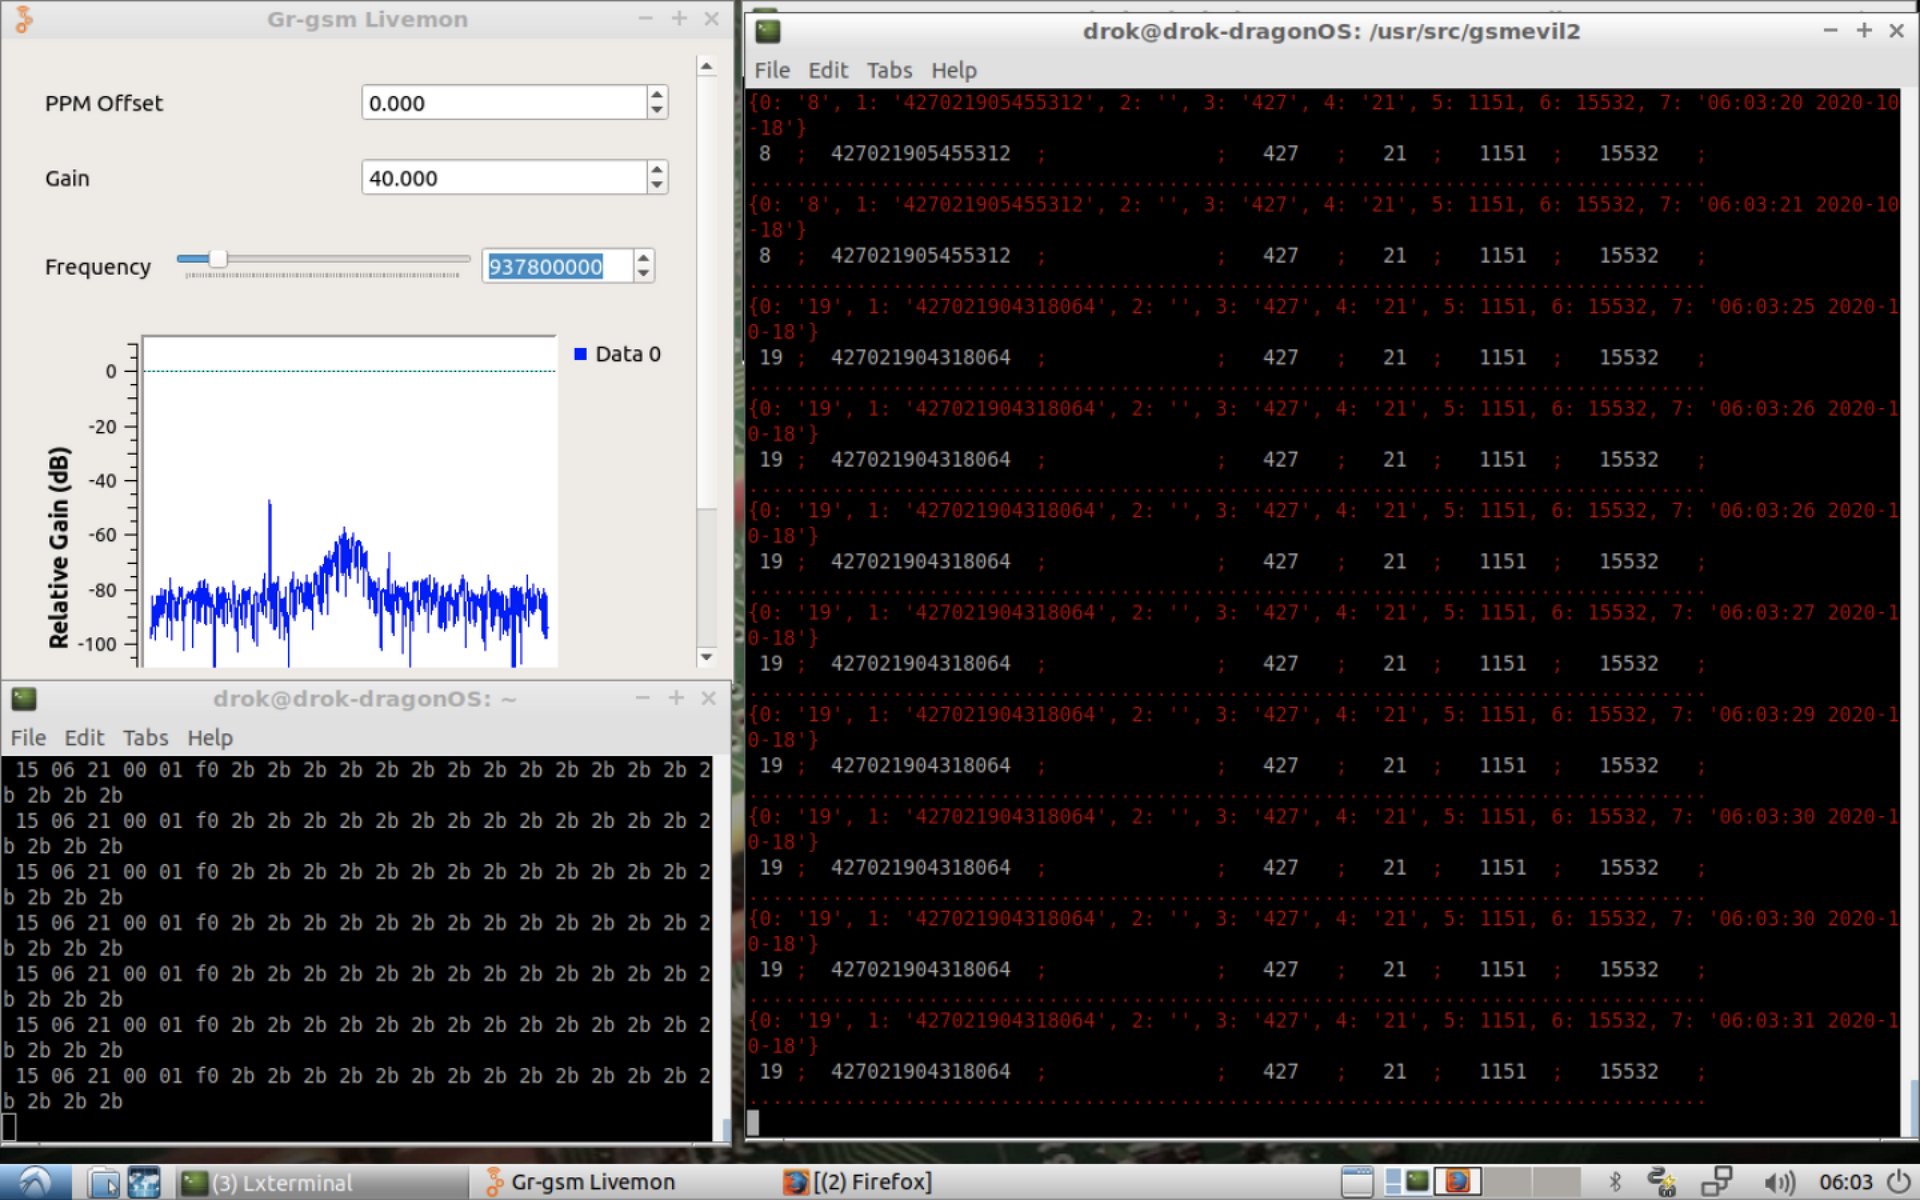 Gr-gsm Livemon
PPM Offset
0.000
Gain
40.000
Frequency
937800000
Data 0
0
-20
-40
-60
-80
-100
Relative Gain (dB)
drok@drok-dragonOS: ~
File Edit Tabs Help
15 06 21 00 01 f0 2b 2b 2b 2b 2b 2b 2b 2b 2b 2b 2b 2b 2b 2
b 2b 2b 2b
15 06 21 00 01 f0 2b 2b 2b 2b 2b 2b 2b 2b 2b 2b 2b 2b 2b 2
b 2b 2b 2b
15 06 21 00 01 f0 2b 2b 2b 2b 2b 2b 2b 2b 2b 2b 2b 2b 2b 2
b 2b 2b 2b
15 06 21 00 01 f0 2b 2b 2b 2b 2b 2b 2b 2b 2b 2b 2b 2b 2b 2
b 2b 2b 2b
15 06 21 00 01 f0 2b 2b 2b 2b 2b 2b 2b 2b 2b 2b 2b 2b 2b 2
b 2b 2b 2b
15 06 21 00 01 f0 2b 2b 2b 2b 2b 2b 2b 2b 2b 2b 2b 2b 2b 2
b 2b 2b 2b
15 06 21 00 01 f0 2b 2b 2b 2b 2b 2b 2b 2b 2b 2b 2b 2b 2b 2
b 2b 2b 2b
drok@drok-dragonOS: /usr/src/gsmevil2
File Edit Tabs Help
{0: '8', 1: '427021905455312', 2: '', 3: '427', 4: '21', 5: 1151, 6: 15532, 7: '06:03:20 2020-10
-18'}
8 ; 427021905455312 ; ; 427 ; 21 ; 1151 ; 15532 ;
................................................................................
{0: '8', 1: '427021905455312', 2: '', 3: '427', 4: '21', 5: 1151, 6: 15532, 7: '06:03:21 2020-10
-18'}
8 ; 427021905455312 ; ; 427 ; 21 ; 1151 ; 15532 ;
................................................................................
{0: '19', 1: '427021904318064', 2: '', 3: '427', 4: '21', 5: 1151, 6: 15532, 7: '06:03:25 2020-1
0-18'}
19 ; 427021904318064 ; ; 427 ; 21 ; 1151 ; 15532 ;
................................................................................
{0: '19', 1: '427021904318064', 2: '', 3: '427', 4: '21', 5: 1151, 6: 15532, 7: '06:03:26 2020-1
0-18'}
19 ; 427021904318064 ; ; 427 ; 21 ; 1151 ; 15532 ;
................................................................................
{0: '19', 1: '427021904318064', 2: '', 3: '427', 4: '21', 5: 1151, 6: 15532, 7: '06:03:26 2020-1
0-18'}
19 ; 427021904318064 ; ; 427 ; 21 ; 1151 ; 15532 ;
................................................................................
{0: '19', 1: '427021904318064', 2: '', 3: '427', 4: '21', 5: 1151, 6: 15532, 7: '06:03:27 2020-1
0-18'}
19 ; 427021904318064 ; ; 427 ; 21 ; 1151 ; 15532 ;
................................................................................
{0: '19', 1: '427021904318064', 2: '', 3: '427', 4: '21', 5: 1151, 6: 15532, 7: '06:03:29 2020-1
0-18'}
19 ; 427021904318064 ; ; 427 ; 21 ; 1151 ; 15532 ;
................................................................................
{0: '19', 1: '427021904318064', 2: '', 3: '427', 4: '21', 5: 1151, 6: 15532, 7: '06:03:30 2020-1
0-18'}
19 ; 427021904318064 ; ; 427 ; 21 ; 1151 ; 15532 ;
................................................................................
{0: '19', 1: '427021904318064', 2: '', 3: '427', 4: '21', 5: 1151, 6: 15532, 7: '06:03:30 2020-1
0-18'}
19 ; 427021904318064 ; ; 427 ; 21 ; 1151 ; 15532 ;
................................................................................
{0: '19', 1: '427021904318064', 2: '', 3: '427', 4: '21', 5: 1151, 6: 15532, 7: '06:03:31 2020-1
0-18'}
19 ; 427021904318064 ; ; 427 ; 21 ; 1151 ; 15532 ;
................................................................................
(3) Lxterminal
Gr-gsm Livemon
[(2) Firefox]
06:03